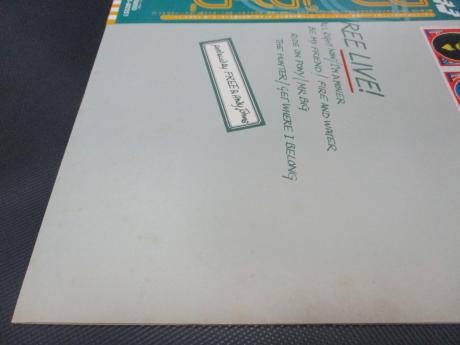 REE LIVE!
ALL RIGHT NOW / I'M A MOVER
BE MY FRIEND / FIRE AND WATER
RIDE ON PONY / MR. BIG
THE HUNTER / GET WHERE I BELONG
produced by FREE & Andy Johns